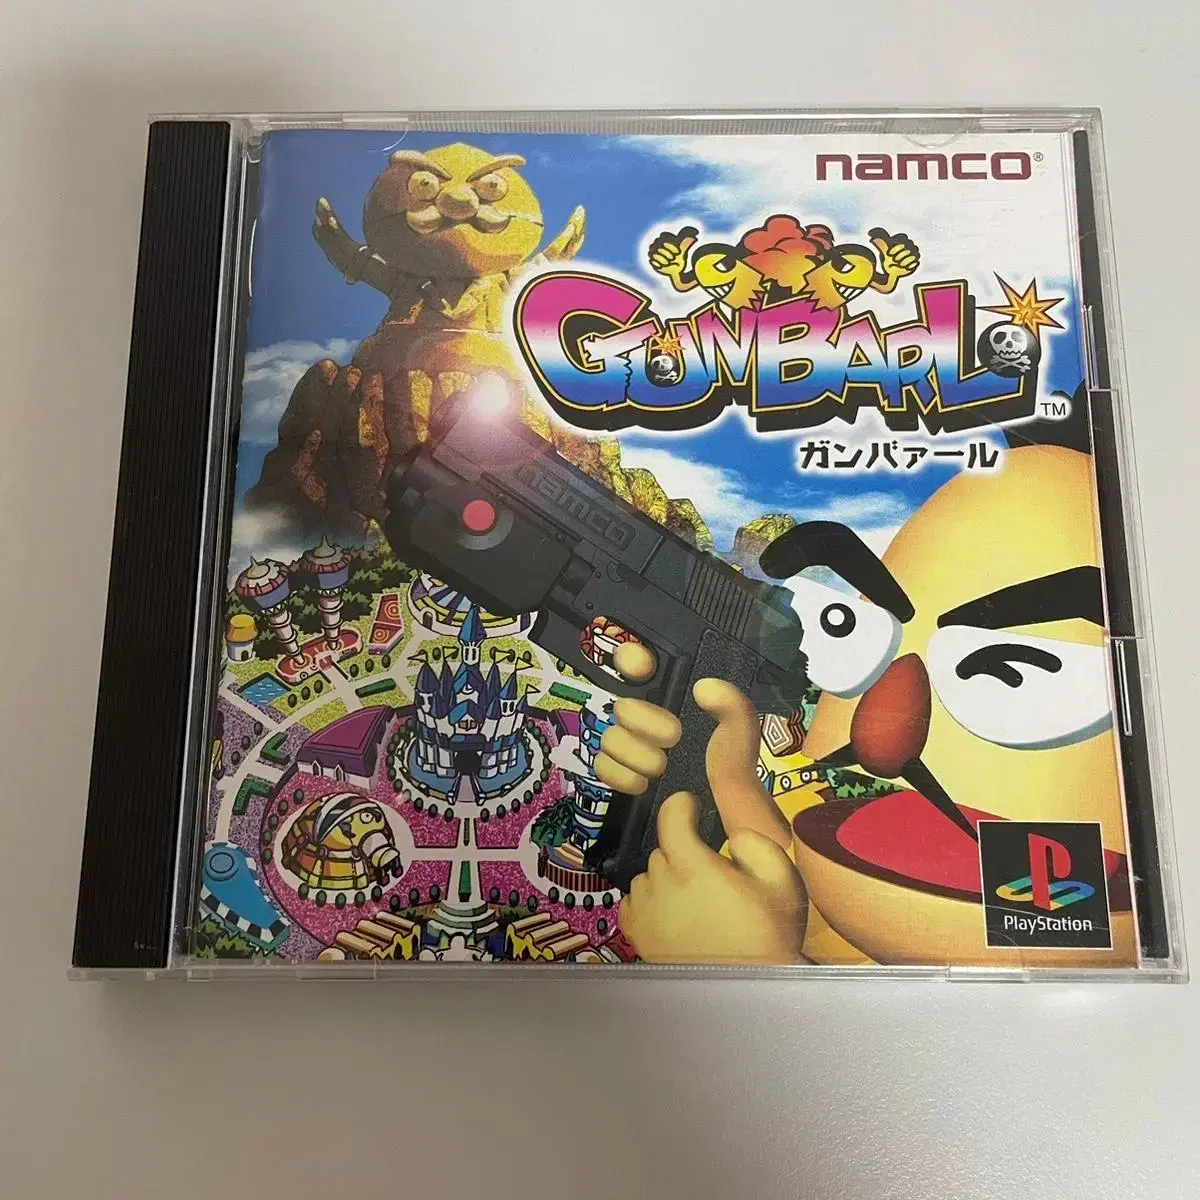 namco®
GUNBARL
TM
ガンバァール
namco
PlayStation